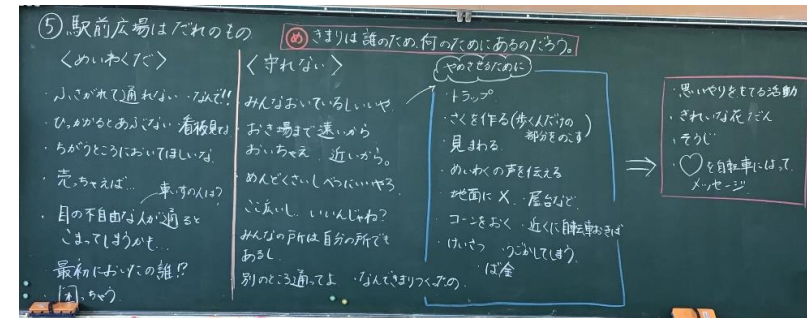 ⑤駅前広場はだれのもの
め きまりは誰のため、何のためにあるのだろう。
〈めいわくだ〉
・ふさがれて通れない ・なんで!!
・ひっかかるとあぶない 看板見てよ
・ちがうところにおいてほしいな
・売っちゃえば… 車いすの人は?
・目の不自由な人が通ると
こまってしまうかも…
最初においたの誰!?
・困っちゃう
〈守れない〉
みんなおいているしいいや。
おき場まで遠いから
おいちゃえ 近いから。
めんどくさいしべつにいいやろ
ここ広いし、いいんじゃね?
みんなの所は自分の所でも
あるし
別のところ通ってよ ・なんできまりつくったの
やめさせるために
・トラップ
・さくを作る(歩く人だけの
部分をのこす)
・見まわる
・めいわくの声を伝える
・地面に× ・屋台など
・コーンをおく ・近くに自転車おきば
・けいさつ うごかしてしまう
・ばっ金
⇒
・思いやりをもてる活動
・きれいな花だん
・そうじ
・♡を自転車にはって
メッセージ